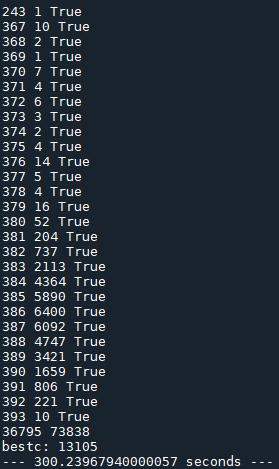 243 1 True
367 10 True
368 2 True
369 1 True
370 7 True
371 4 True
372 6 True
373 3 True
374 2 True
375 4 True
376 14 True
377 5 True
378 4 True
379 16 True
380 52 True
381 204 True
382 737 True
383 2113 True
384 4364 True
385 5890 True
386 6400 True
387 6092 True
388 4747 True
389 3421 True
390 1659 True
391 806 True
392 221 True
393 10 True
36795 73838
bestc: 13105
--- 300.23967940000057 seconds ---